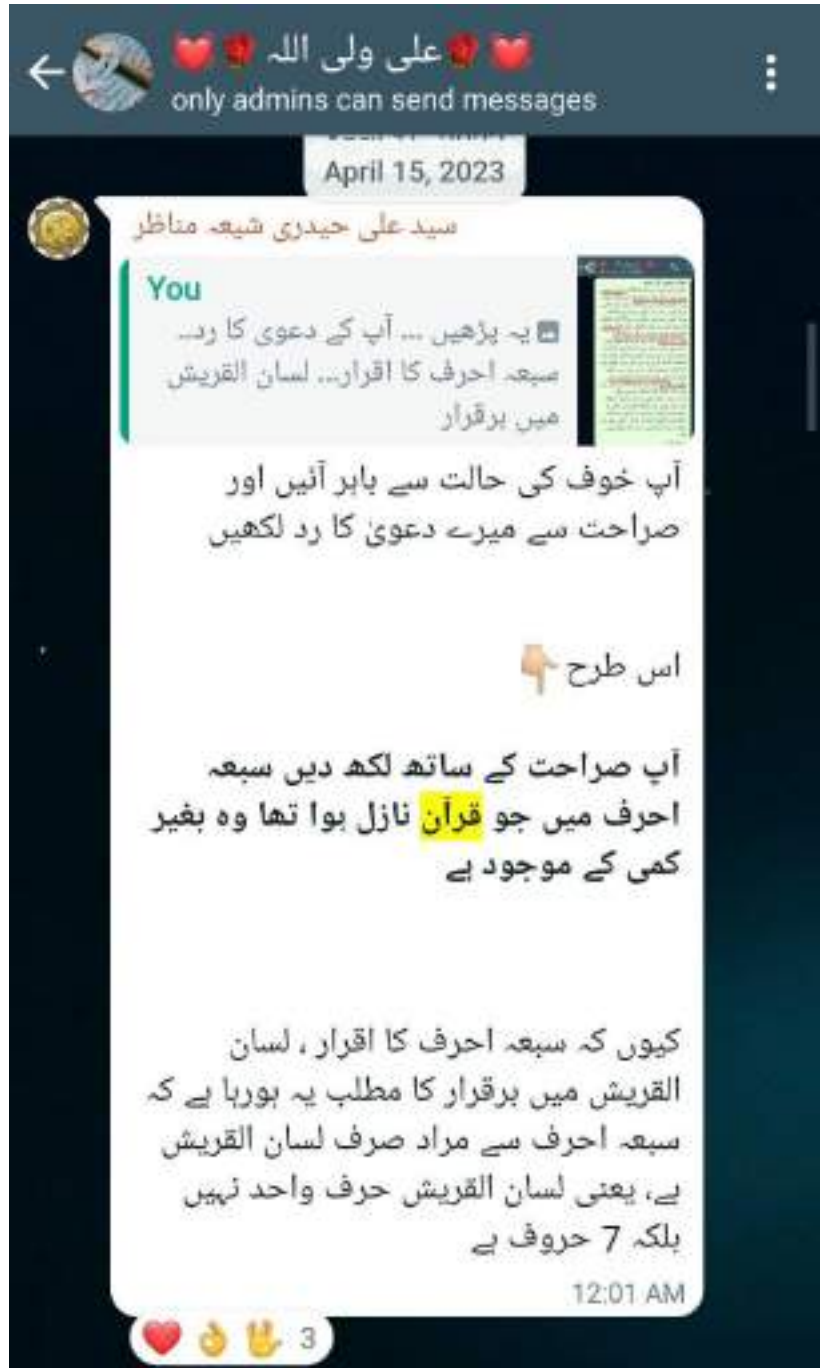 علی ولی اللہ
only admins can send messages
April 15, 2023
سید علی حیدری شیعہ مناظر
You
یہ پڑھیں ... آپ کے دعوی کا رد...
سبعہ احرف کا اقرار... لسان القریش
میں برقرار
آپ خوف کی حالت سے باہر آئیں اور
صراحت سے میرے دعویٰ کا رد لکھیں
اس طرح
آپ صراحت کے ساتھ لکھ دیں سبعہ
احرف میں جو قرآن نازل ہوا تھا وہ بغیر
کمی کے موجود ہے
کیوں کہ سبعہ احرف کا اقرار ، لسان
القریش میں برقرار کا مطلب یہ ہورہا ہے کہ
سبعہ احرف سے مراد صرف لسان القریش
ہے، یعنی لسان القریش حرف واحد نہیں
بلکہ 7 حروف ہے
12:01 AM
3